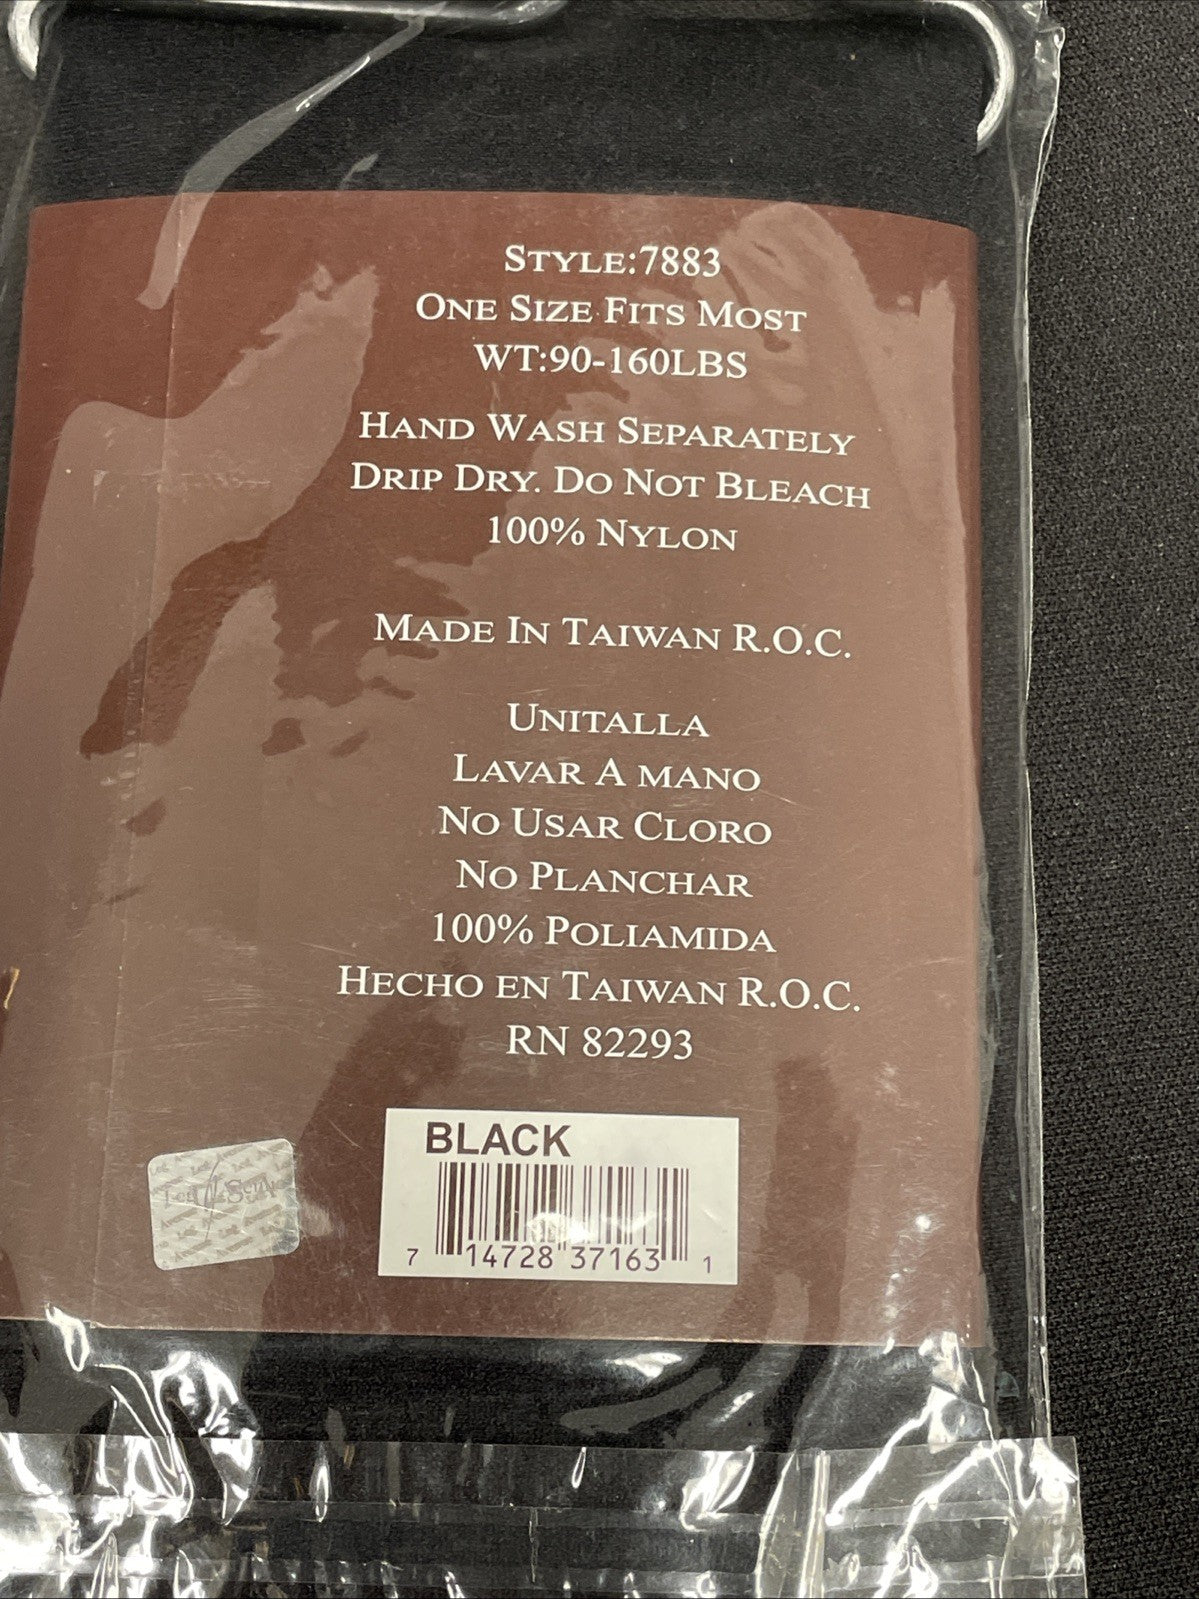 STYLE:7883
ONE SIZE FITS MOST
WT:90-160LBS
HAND WASH SEPARATELY
DRIP DRY. DO NOT BLEACH
100% NYLON
MADE IN TAIWAN R.O.C.
UNITALLA
LAVAR A MANO
NO USAR CLORO
NO PLANCHAR
100% POLIAMIDA
HECHO EN TAIWAN R.O.C.
RN 82293
BLACK
7 14728 37163 1